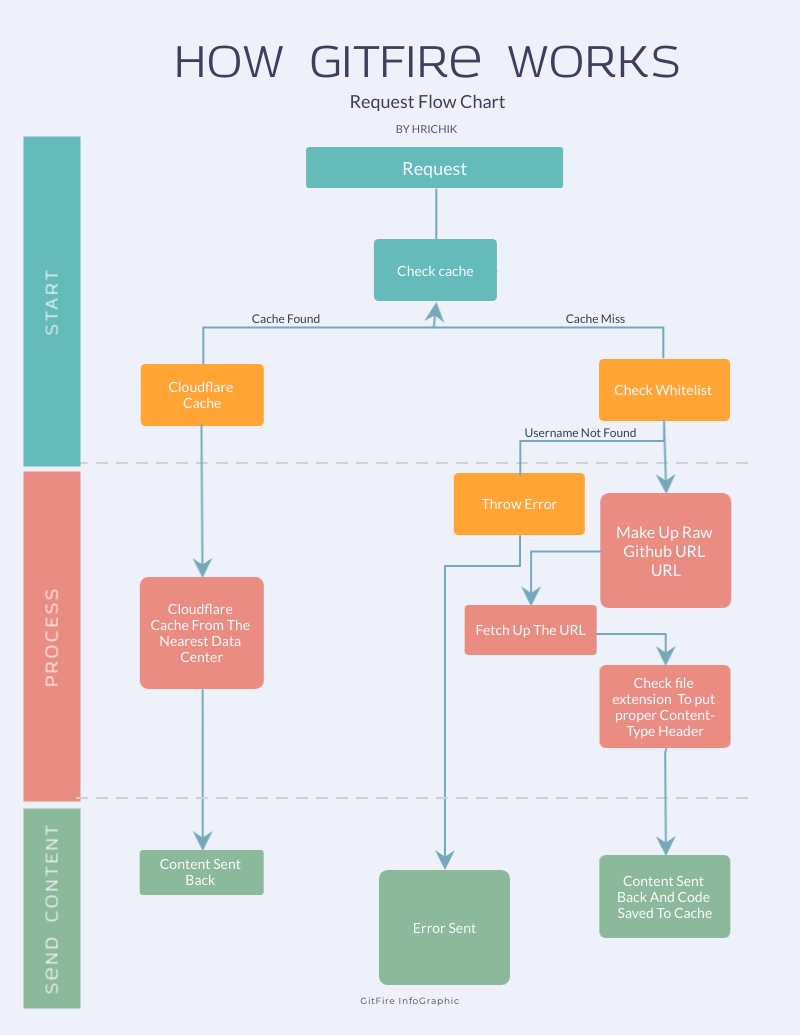 HOW GITFIRe WORKS
Request Flow Chart
BY HRICHIK
START
Request
Check cache
Cache Found
Cache Miss
Cloudflare
Cache
Check Whitelist
Username Not Found
PROCESS
Throw Error
Make Up Raw
Github URL
URL
Cloudflare
Cache From The
Nearest Data
Center
Fetch Up The URL
Check file
extension To put
proper Content-
Type Header
SeND CONTENT
Content Sent
Back
Error Sent
Content Sent
Back And Code
Saved To Cache
GitFire InfoGraphic